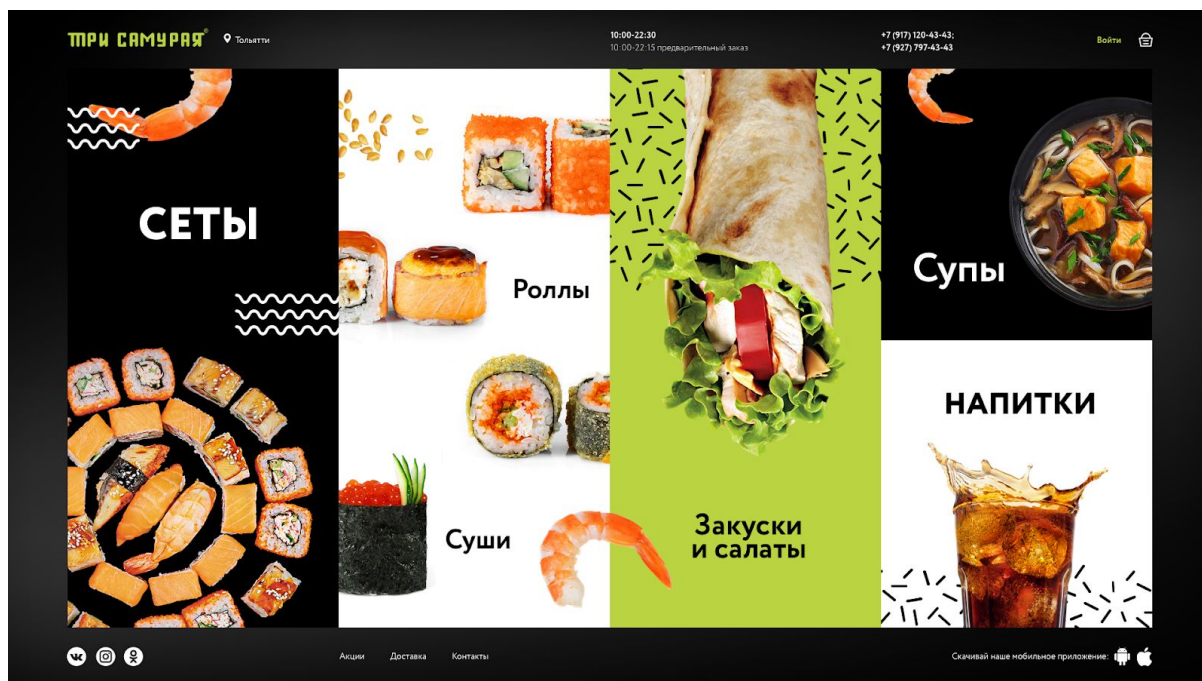 ТРИ САМУРАЯ®
Тольятти
10:00-22:30
10:00-22:15 предварительный заказ
+7 (917) 120-43-43;
+7 (927) 797-43-43
Войти
СЕТЫ
Роллы
Суши
Закуски
и салаты
Супы
НАПИТКИ
Акции
Доставка
Контакты
Скачивай наше мобильное приложение: